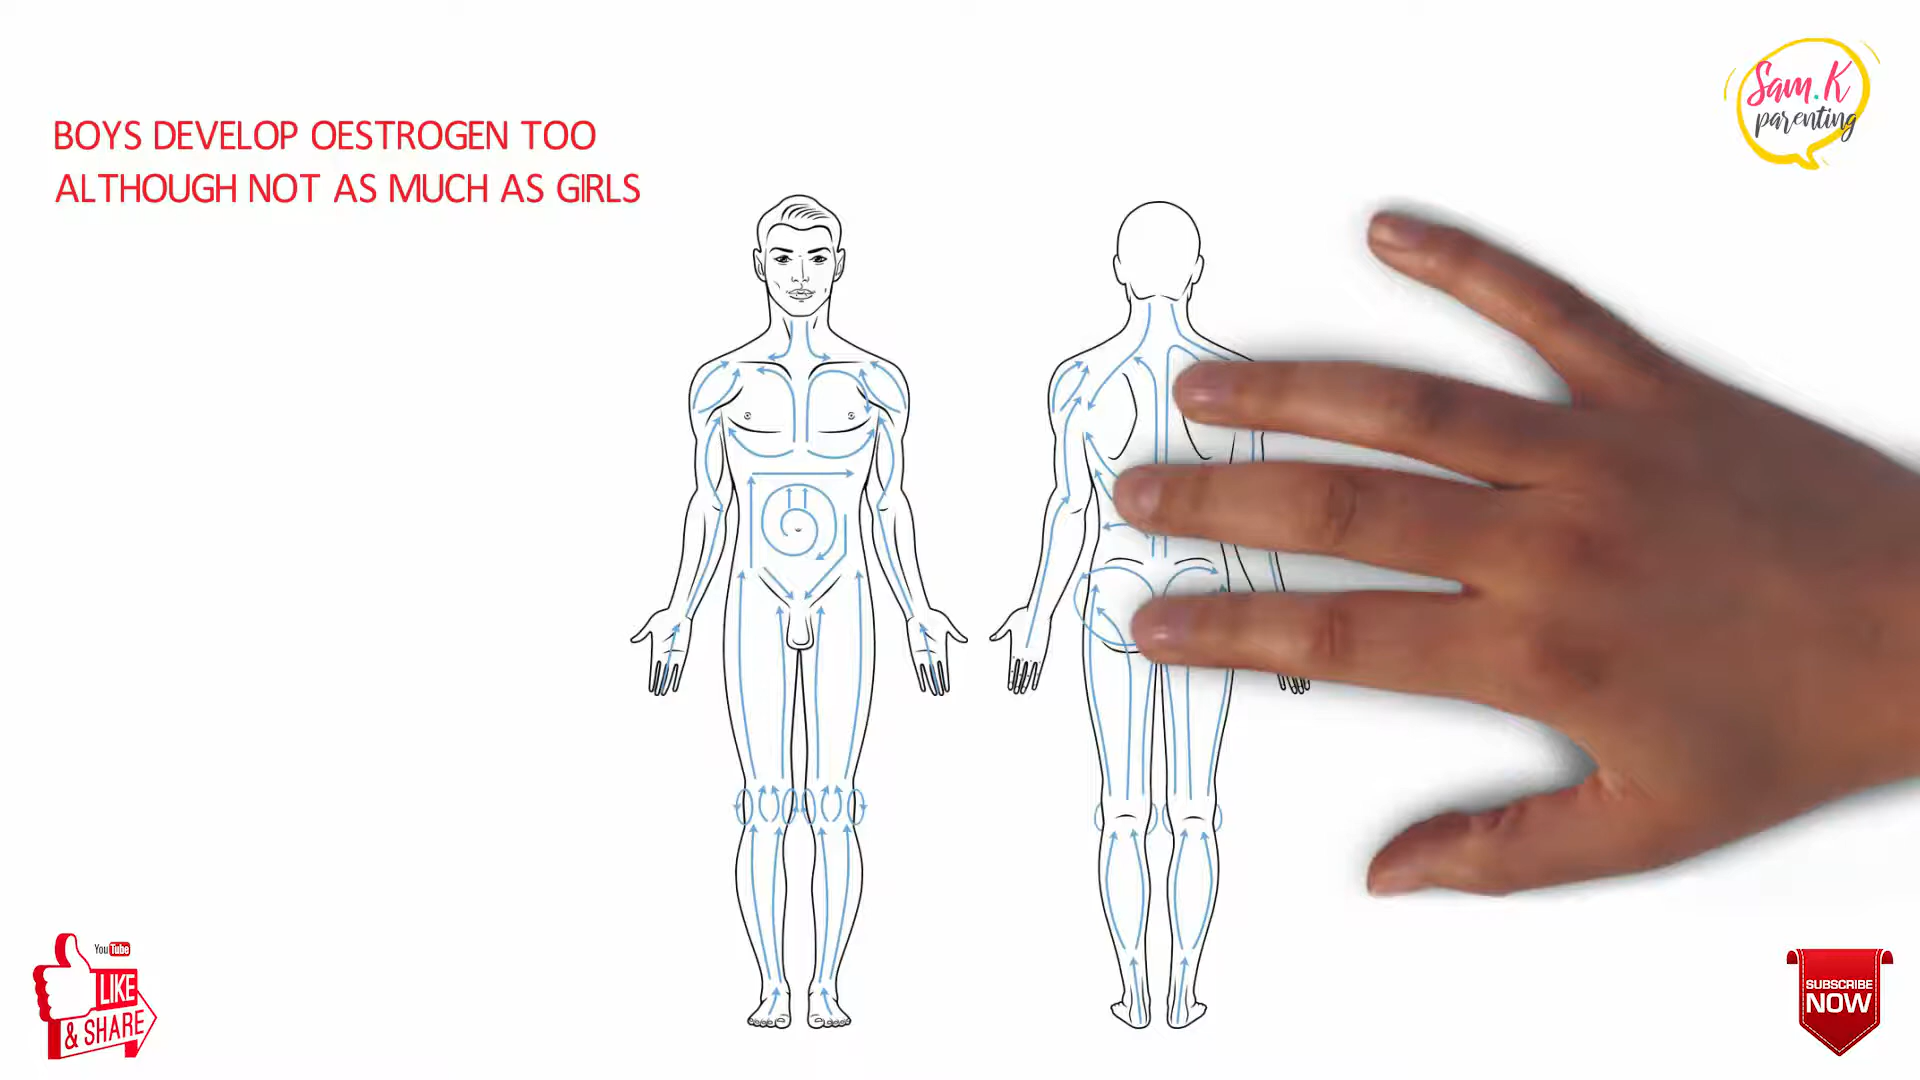 BOYS DEVELOP OESTROGEN TOO
ALTHOUGH NOT AS MUCH AS GIRLS
Sam.K
parenting
YouTube
LIKE
& SHARE
SUBSCRIBE
NOW